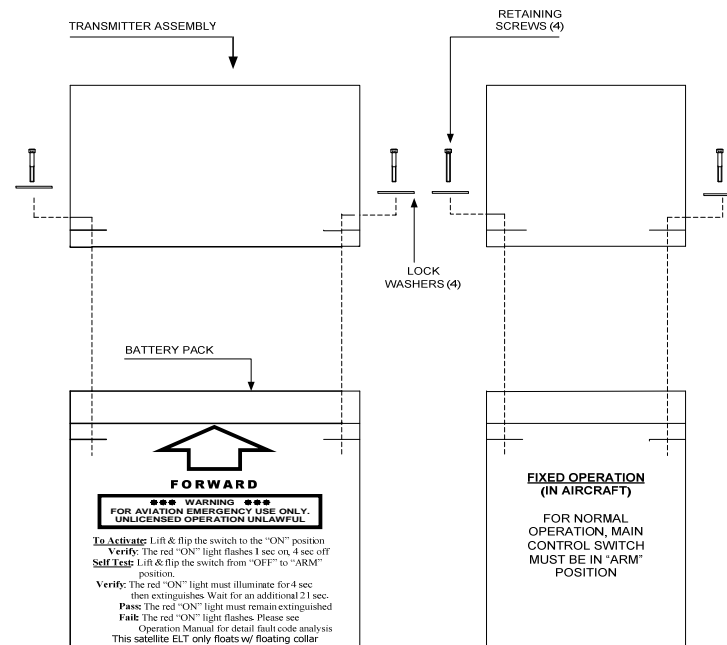 TRANSMITTER ASSEMBLY
RETAINING
SCREWS (4)
LOCK
WASHERS (4)
BATTERY PACK
FORWARD
✹✹✹ WARNING ✹✹✹
FOR AVIATION EMERGENCY USE ONLY.
UNLICENSED OPERATION UNLAWFUL
To Activate: Lift & flip the switch to the “ON” position
Verify: The red “ON” light flashes 1 sec on, 4 sec off
Self Test: Lift & flip the switch from “OFF” to “ARM”
position.
Verify: The red “ON” light must illuminate for 4 sec
then extinguishes. Wait for an additional 21 sec.
Pass: The red “ON” light must remain extinguished
Fail: The red “ON” light flashes. Please see
Operation Manual for detail fault code analysis
This satellite ELT only floats w/ floating collar
FIXED OPERATION
(IN AIRCRAFT)
FOR NORMAL
OPERATION, MAIN
CONTROL SWITCH
MUST BE IN “ARM”
POSITION